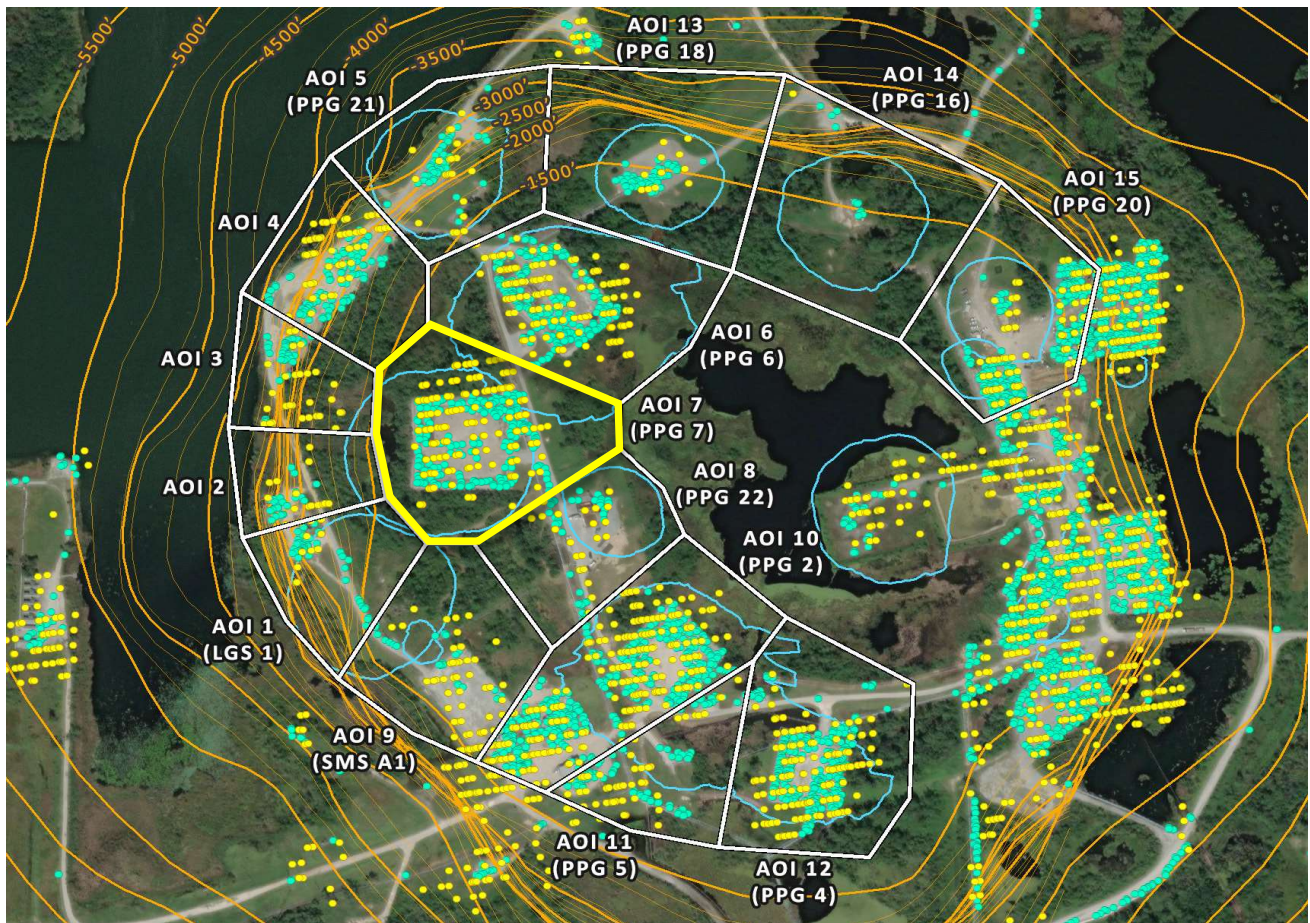 -5500'
-5000'
-4500'
-4000'
-3500'
-3000'
-2500'
-2000'
-1500'
AOI 13
(PPG 18)
AOI 14
(PPG 16)
AOI 5
(PPG 21)
AOI 15
(PPG 20)
AOI 4
AOI 3
AOI 6
(PPG 6)
AOI 7
(PPG 7)
AOI 2
AOI 8
(PPG 22)
AOI 10
(PPG 2)
AOI 1
(LGS 1)
AOI 9
(SMS A1)
AOI 11
(PPG 5)
AOI 12
(PPG 4)